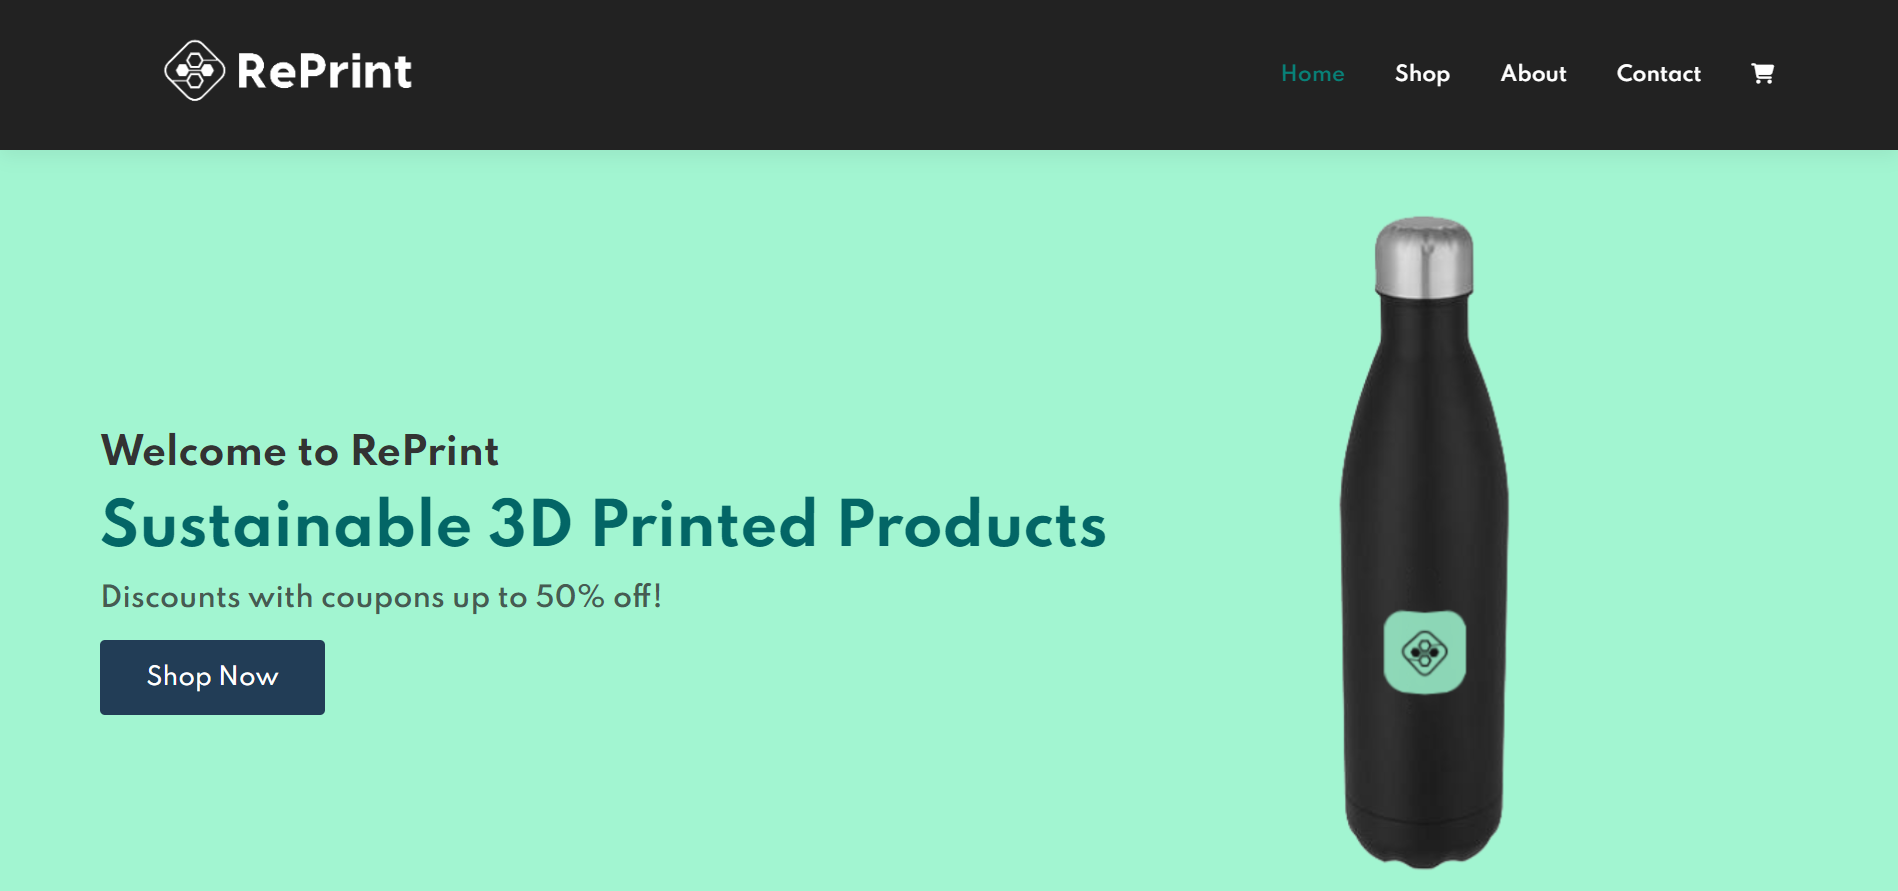 RePrint
Home Shop About Contact
Welcome to RePrint
Sustainable 3D Printed Products
Discounts with coupons up to 50% off!
Shop Now